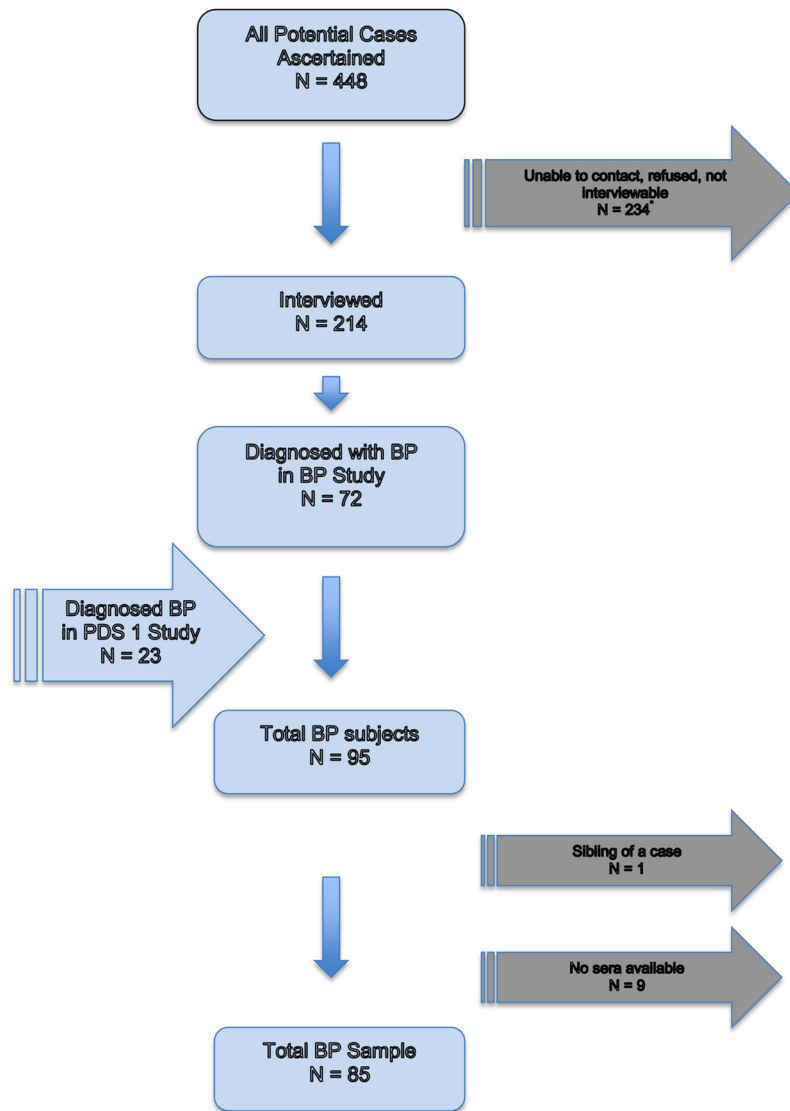 All Potential Cases
Ascertained
N = 448
Unable to contact, refused, not
interviewable
N = 234*
Interviewed
N = 214
Diagnosed with BP
in BP Study
N = 72
Diagnosed BP
in PDS 1 Study
N = 23
Total BP subjects
N = 95
Sibling of a case
N = 1
No sera available
N = 9
Total BP Sample
N = 85